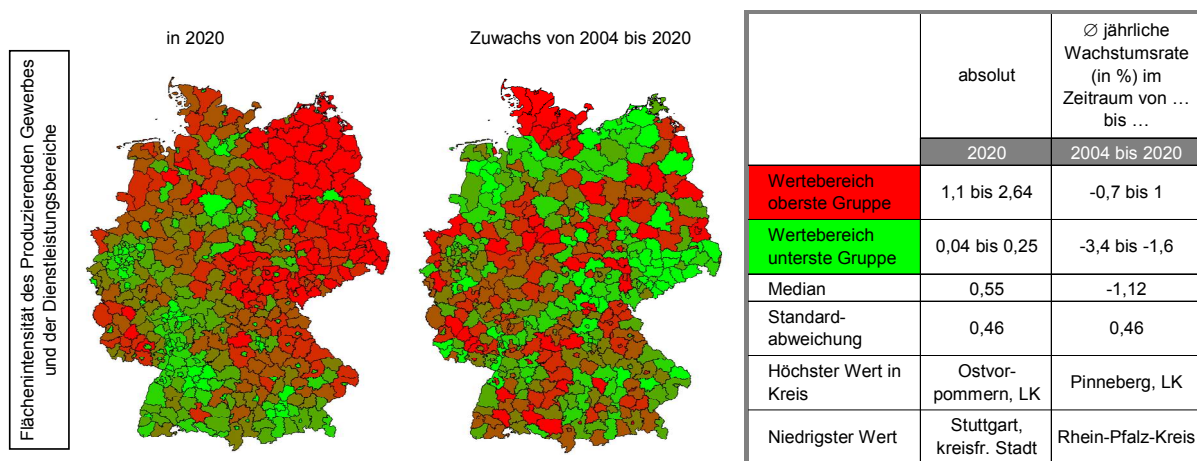 Flächenintensität des Produzierenden Gewerbes
und der Dienstleistungsbereiche
in 2020
Zuwachs von 2004 bis 2020
absolut
∅ jährliche
Wachstumsrate
(in %) im
Zeitraum von …
bis …
2020
2004 bis 2020
Wertebereich
oberste Gruppe
1,1 bis 2,64
-0,7 bis 1
Wertebereich
unterste Gruppe
0,04 bis 0,25
-3,4 bis -1,6
Median
0,55
-1,12
Standard-
abweichung
0,46
0,46
Höchster Wert in
Kreis
Ostvor-
pommern, LK
Pinneberg, LK
Niedrigster Wert
Stuttgart,
kreisfr. Stadt
Rhein-Pfalz-Kreis